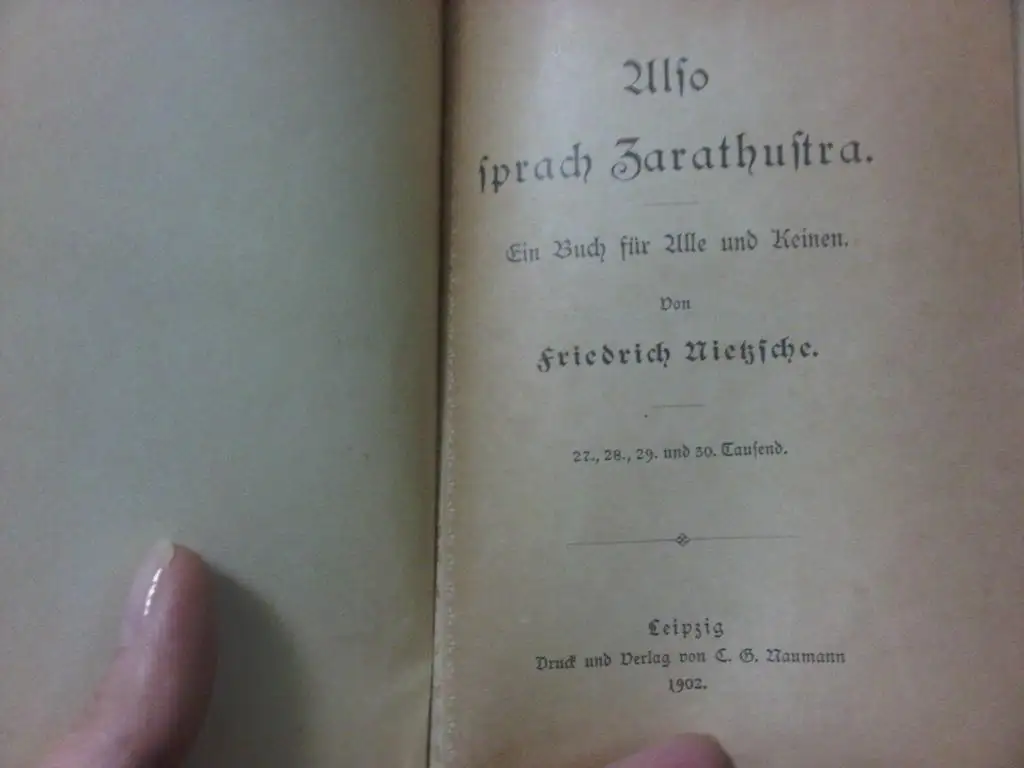 Also
sprach Zarathustra.
Ein Buch für Alle und Keinen.
Von
Friedrich Nietzsche.
27., 28., 29. und 30. Tausend.
Leipzig
Druck und Verlag von C. G. Naumann
1902.